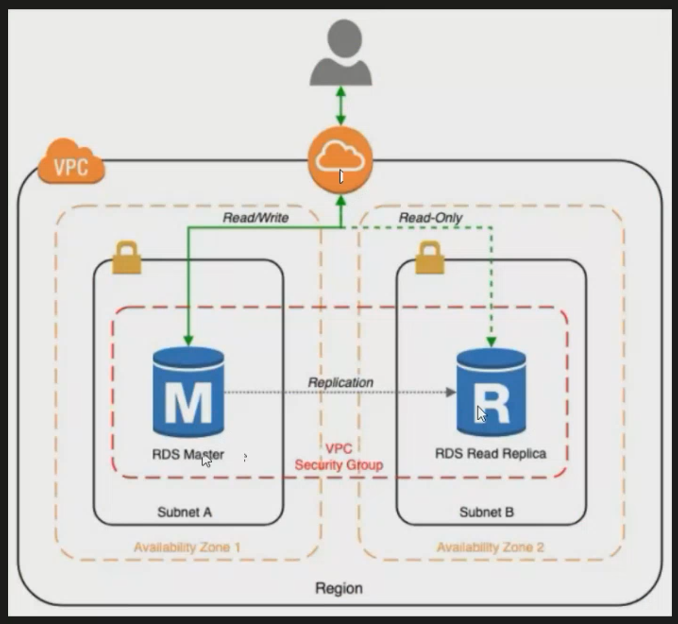 VPC
Read/Write
Read-Only
M
R
Replication
RDS Master
RDS Read Replica
VPC
Security Group
Subnet A
Subnet B
Availability Zone 1
Availability Zone 2
Region